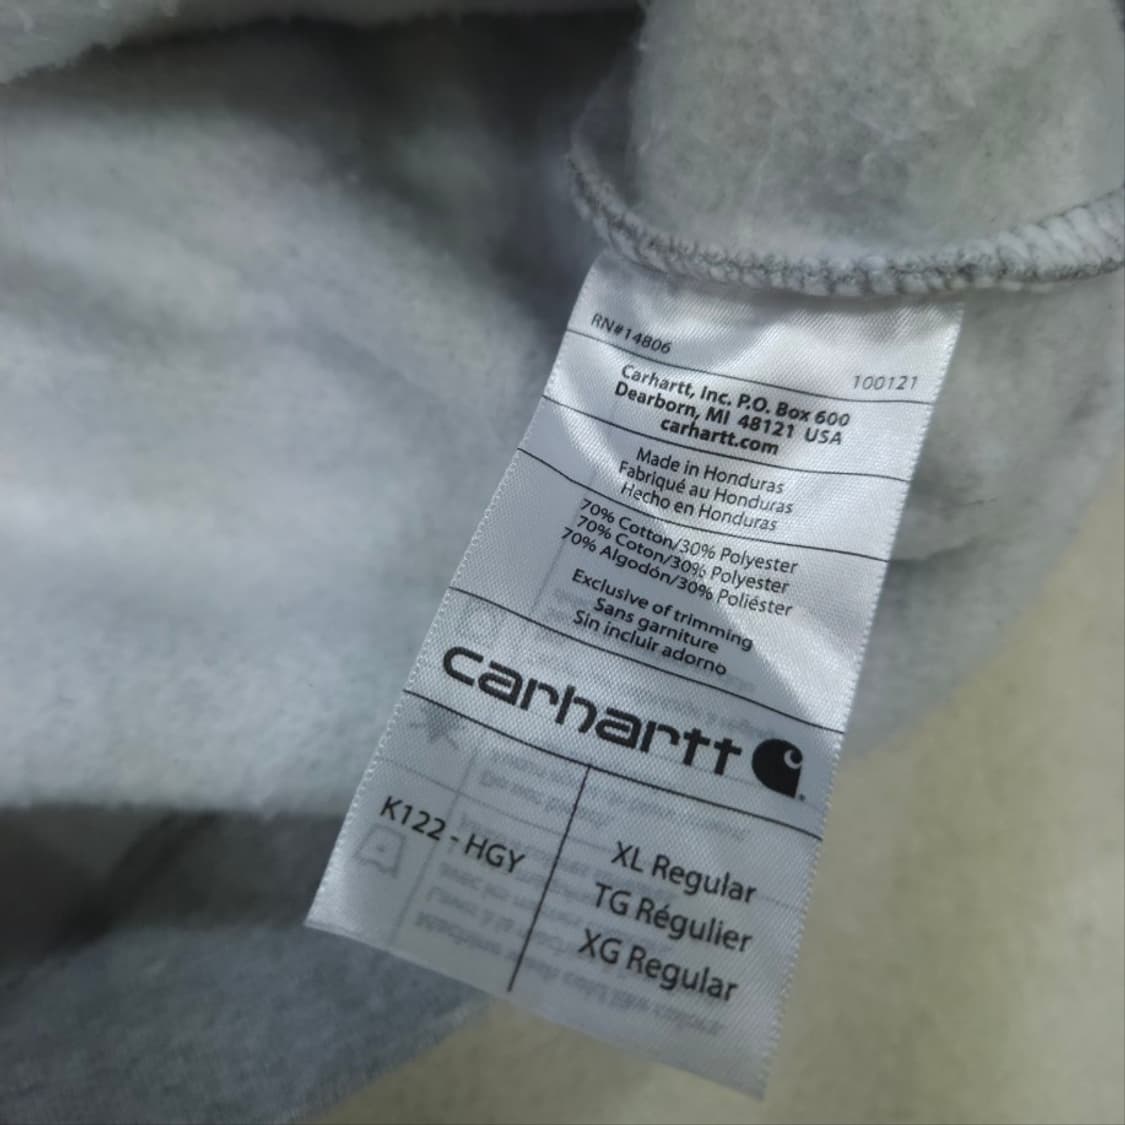 RN#14806
100121
Carhartt, Inc. P.O. Box 600
Dearborn, MI 48121 USA
carhartt.com
Made in Honduras
Fabriqué au Honduras
Hecho en Honduras
70% Cotton/30% Polyester
70% Coton/30% Polyester
70% Algodón/30% Poliéster
Exclusive of trimming
Sans garniture
Sin incluir adorno
carhartt
K122 - HGY
XL Regular
TG Régulier
XG Regular